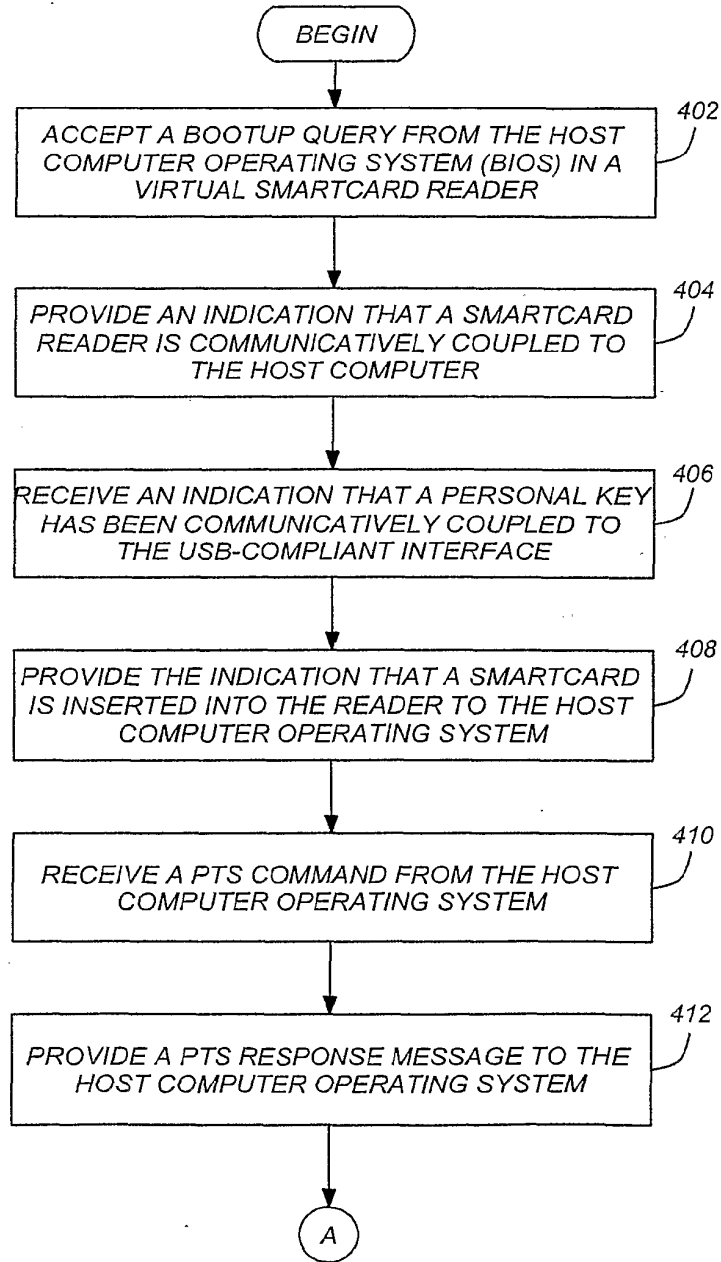 BEGIN
402
ACCEPT A BOOTUP QUERY FROM THE HOST
COMPUTER OPERATING SYSTEM (BIOS) IN A
VIRTUAL SMARTCARD READER
404
PROVIDE AN INDICATION THAT A SMARTCARD
READER IS COMMUNICATIVELY COUPLED TO
THE HOST COMPUTER
406
RECEIVE AN INDICATION THAT A PERSONAL KEY
HAS BEEN COMMUNICATIVELY COUPLED TO
THE USB-COMPLIANT INTERFACE
408
PROVIDE THE INDICATION THAT A SMARTCARD
IS INSERTED INTO THE READER TO THE HOST
COMPUTER OPERATING SYSTEM
410
RECEIVE A PTS COMMAND FROM THE HOST
COMPUTER OPERATING SYSTEM
412
PROVIDE A PTS RESPONSE MESSAGE TO THE
HOST COMPUTER OPERATING SYSTEM
A